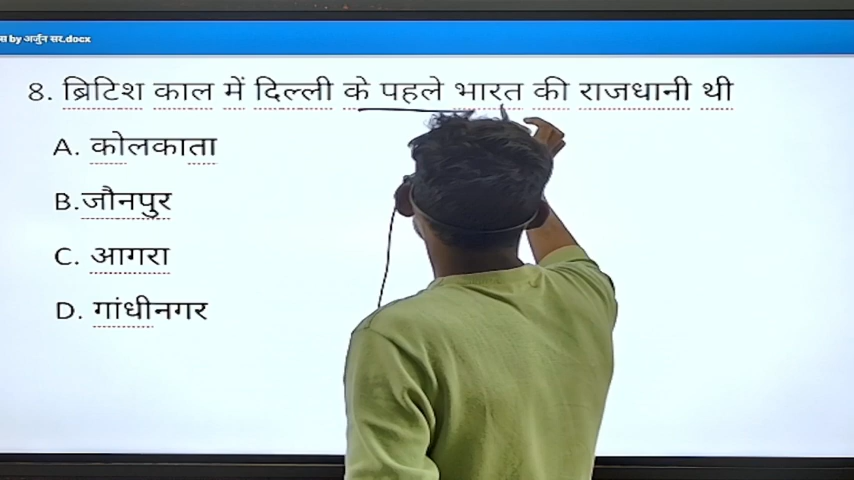 by अर्जुन सर.docx
8. ब्रिटिश काल में दिल्ली के पहले भारत की राजधानी थी
A. कोलकाता
B.जौनपुर
C. आगरा
D. गांधीनगर